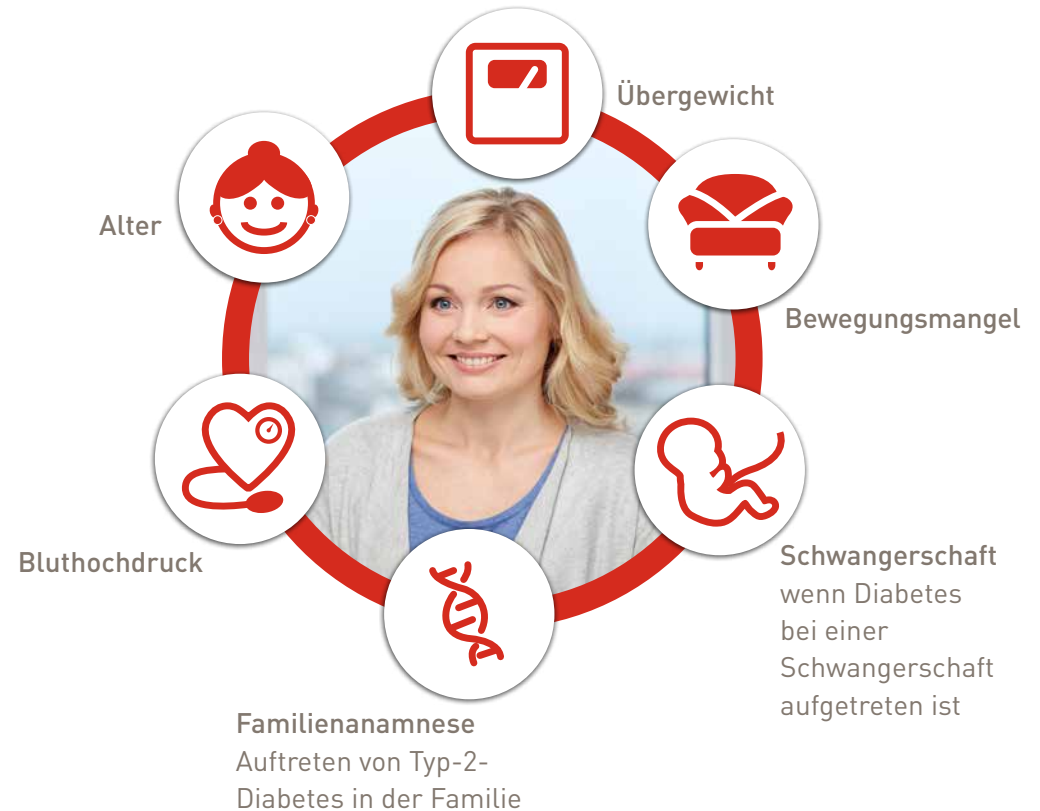 Übergewicht
Alter
Bewegungsmangel
Bluthochdruck
Schwangerschaft
wenn Diabetes
bei einer
Schwangerschaft
aufgetreten ist
Familienanamnese
Auftreten von Typ-2-
Diabetes in der Familie